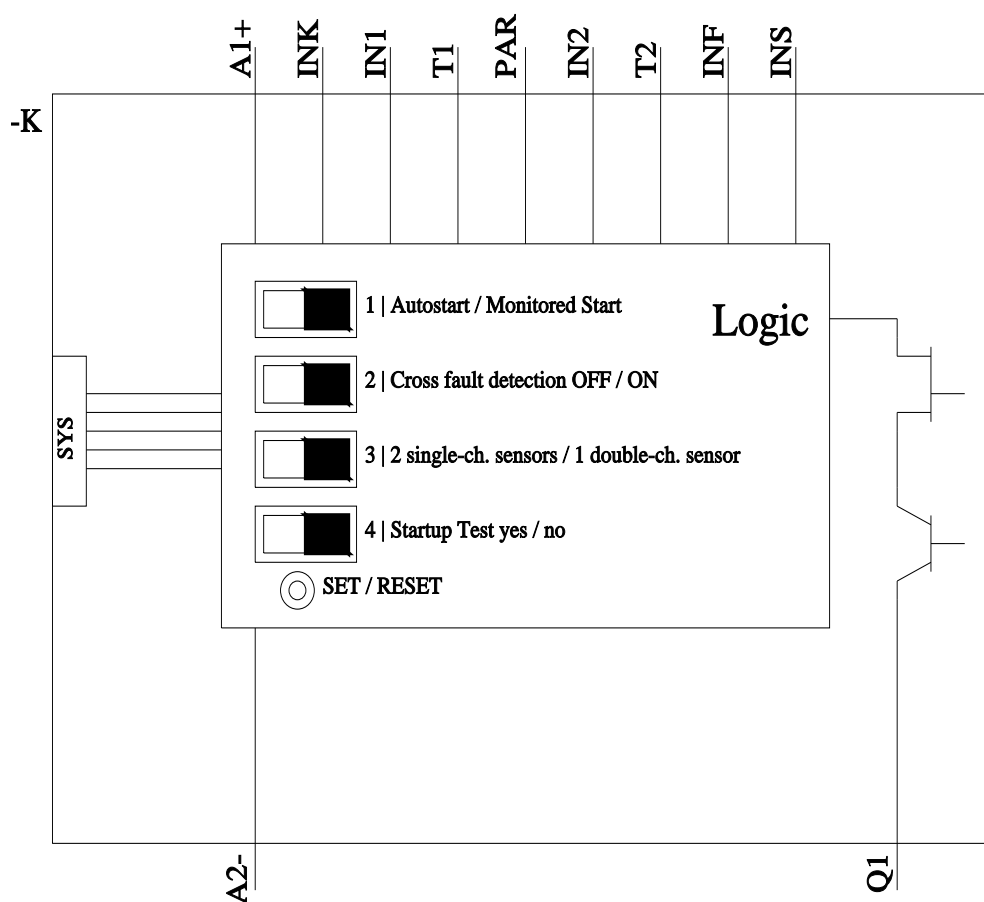 A1+
INK
IN1
T1
PAR
IN2
T2
INF
INS
-K
1 | Autostart / Monitored Start
Logic
2 | Cross fault detection OFF / ON
SYS
3 | 2 single-ch. sensors / 1 double-ch. sensor
4 | Startup Test yes / no
SET / RESET
A2-
Q1